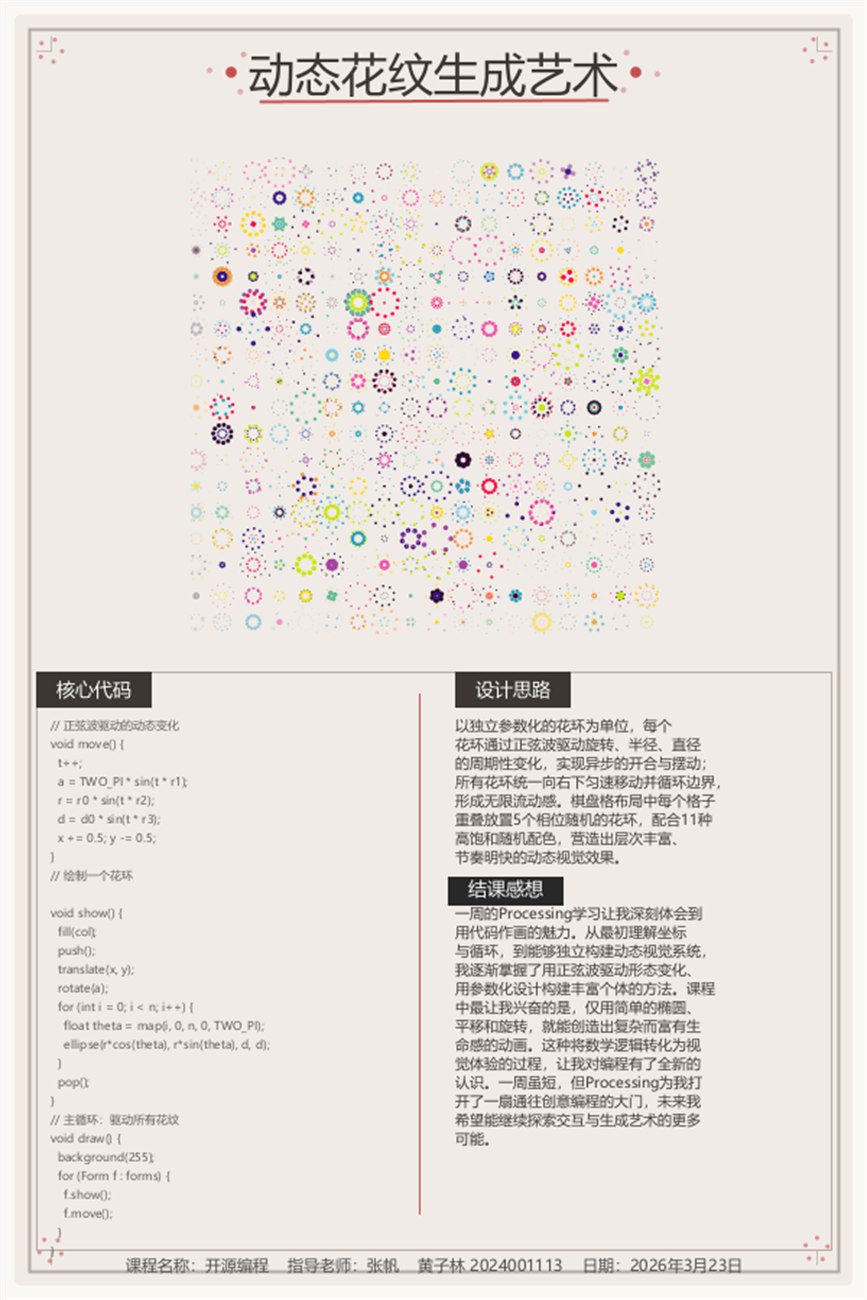 动态花纹生成艺术
核心代码
// 正弦波驱动的动态变化
void move() {
t++;
a = TWO_PI * sin(t * r1);
r = r0 * sin(t * r2);
d = d0 * sin(t * r3);
x += 0.5; y -= 0.5;
}
// 绘制一个花环
void show() {
fill(col);
push();
translate(x, y);
rotate(a);
for (int i = 0; i < n; i++) {
float theta = map(i, 0, n, 0, TWO_PI);
ellipse(r*cos(theta), r*sin(theta), d, d);
}
pop();
}
// 主循环：驱动所有花纹
void draw() {
background(255);
for (Form f : forms) {
f.show();
f.move();
}
}
设计思路
以独立参数化的花环为单位，每个
花环通过正弦波驱动旋转、半径、直径
的周期性变化，实现异步的开合与摆动；
所有花环统一向右下匀速移动并循环边界，
形成无限流动感。棋盘格布局中每个格子
重叠放置5个相位随机的花环，配合11种
高饱和随机配色，营造出层次丰富、
节奏明快的动态视觉效果。
结课感想
一周的Processing学习让我深刻体会到
用代码作画的魅力。从最初理解坐标
与循环，到能够独立构建动态视觉系统，
我逐渐掌握了用正弦波驱动形态变化、
用参数化设计构建丰富个体的方法。课程
中最让我兴奋的是，仅用简单的椭圆、
平移和旋转，就能创造出复杂而富有生
命感的动画。这种将数学逻辑转化为视
觉体验的过程，让我对编程有了全新的
认识。一周虽短，但Processing为我打
开了一扇通往创意编程的大门，未来我
希望能继续探索交互与生成艺术的更多
可能。
课程名称：开源编程 指导老师：张帆 黄子林 2024001113 日期：2026年3月23日